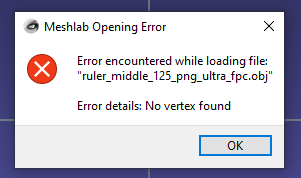 Meshlab Opening Error
Error encountered while loading file:
"ruler_middle_125_png_ultra_fpc.obj"
Error details: No vertex found
OK